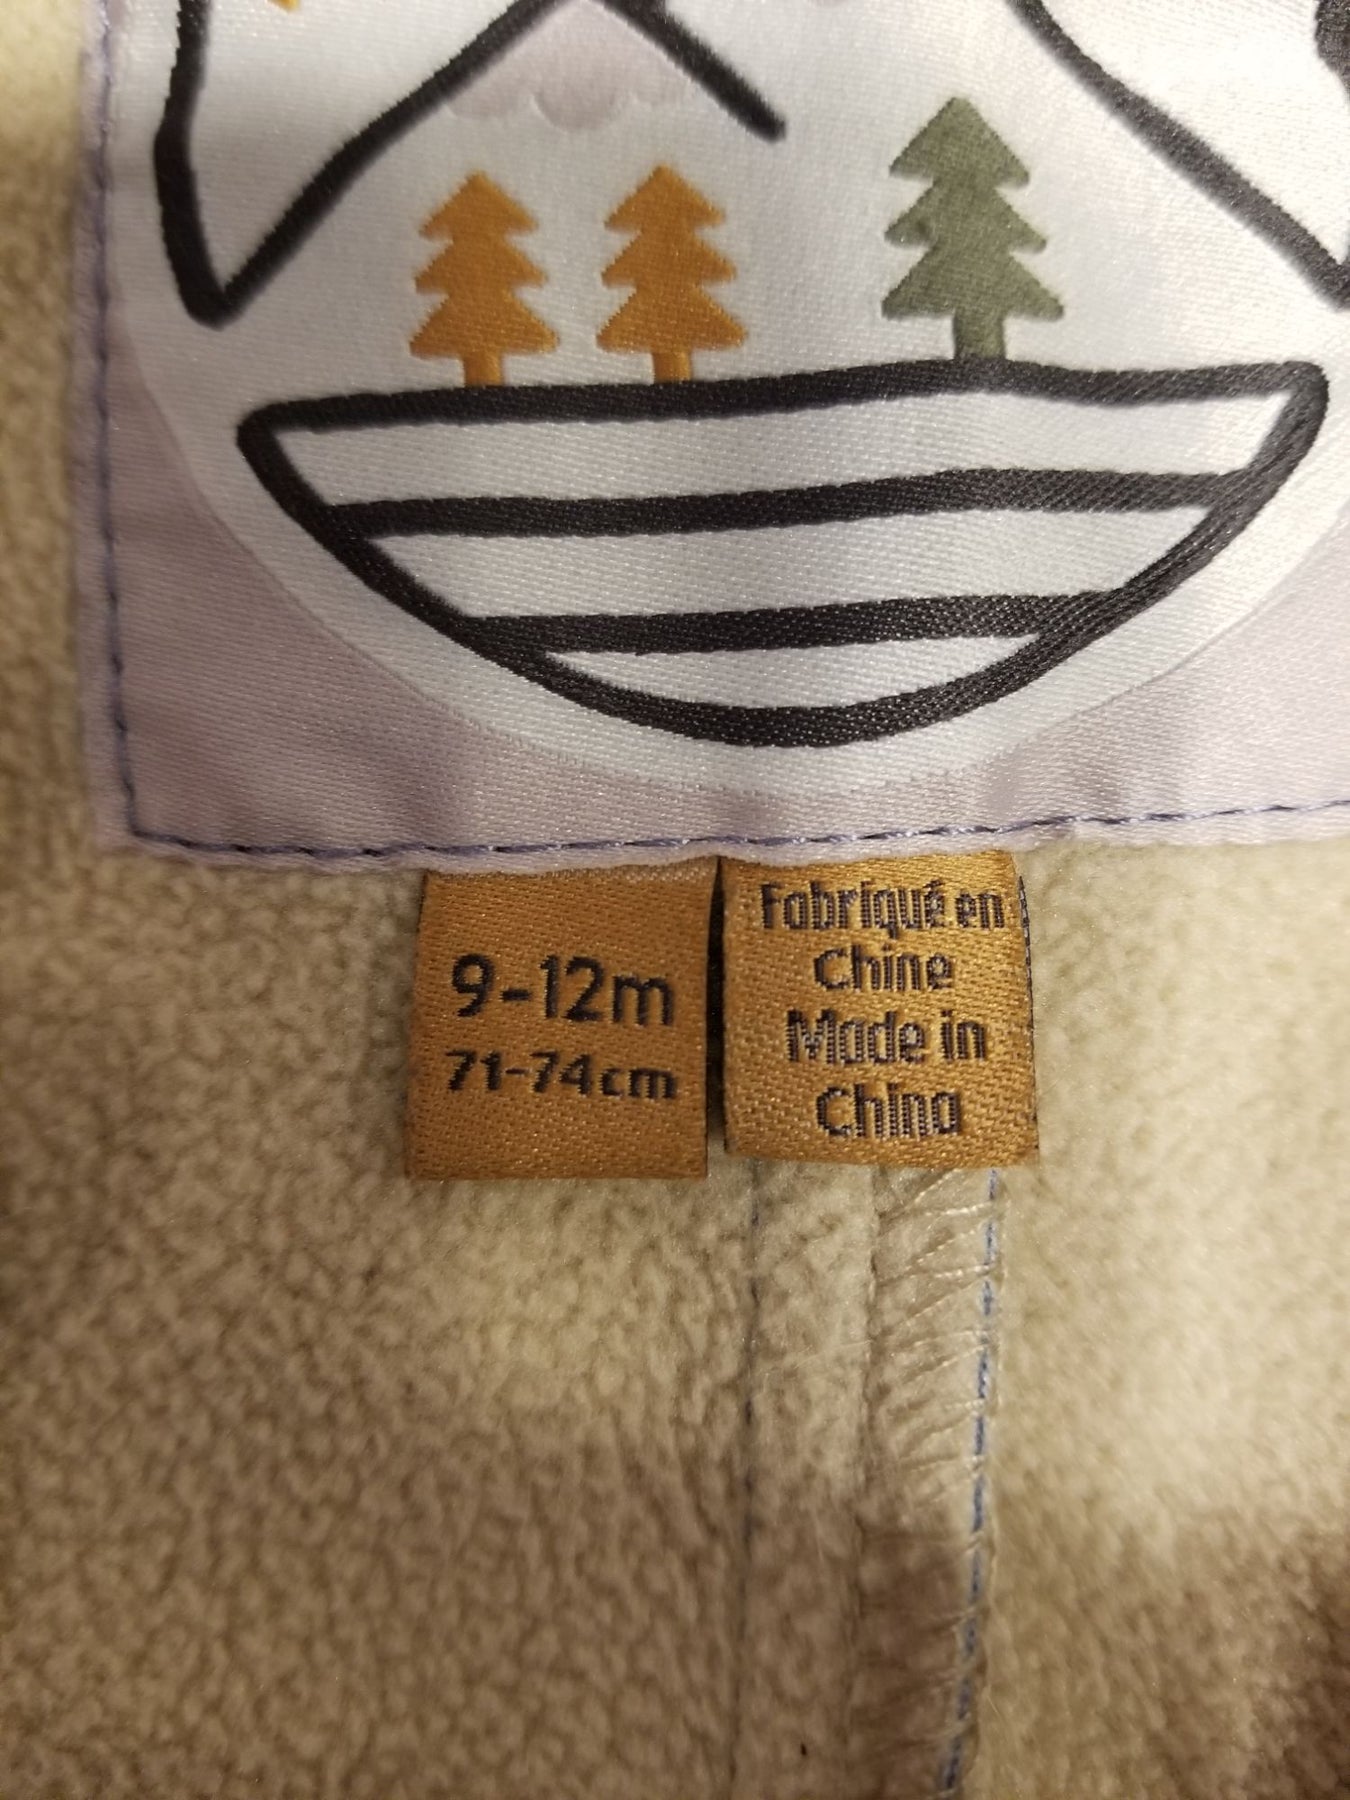 9-12m
71-74cm
Fabriqué en
Chine
Made in
China